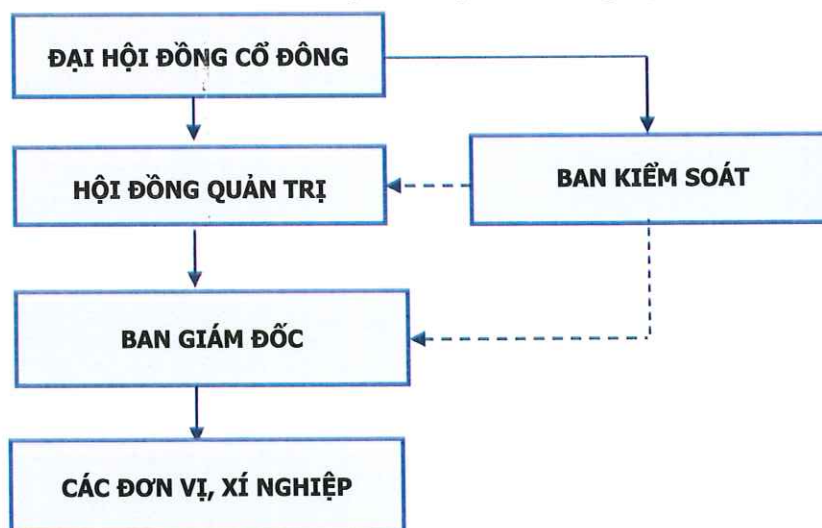 ĐẠI HỘI ĐỒNG CỔ ĐÔNG
HỘI ĐỒNG QUẢN TRỊ
BAN KIỂM SOÁT
BAN GIÁM ĐỐC
CÁC ĐƠN VỊ, XÍ NGHIỆP